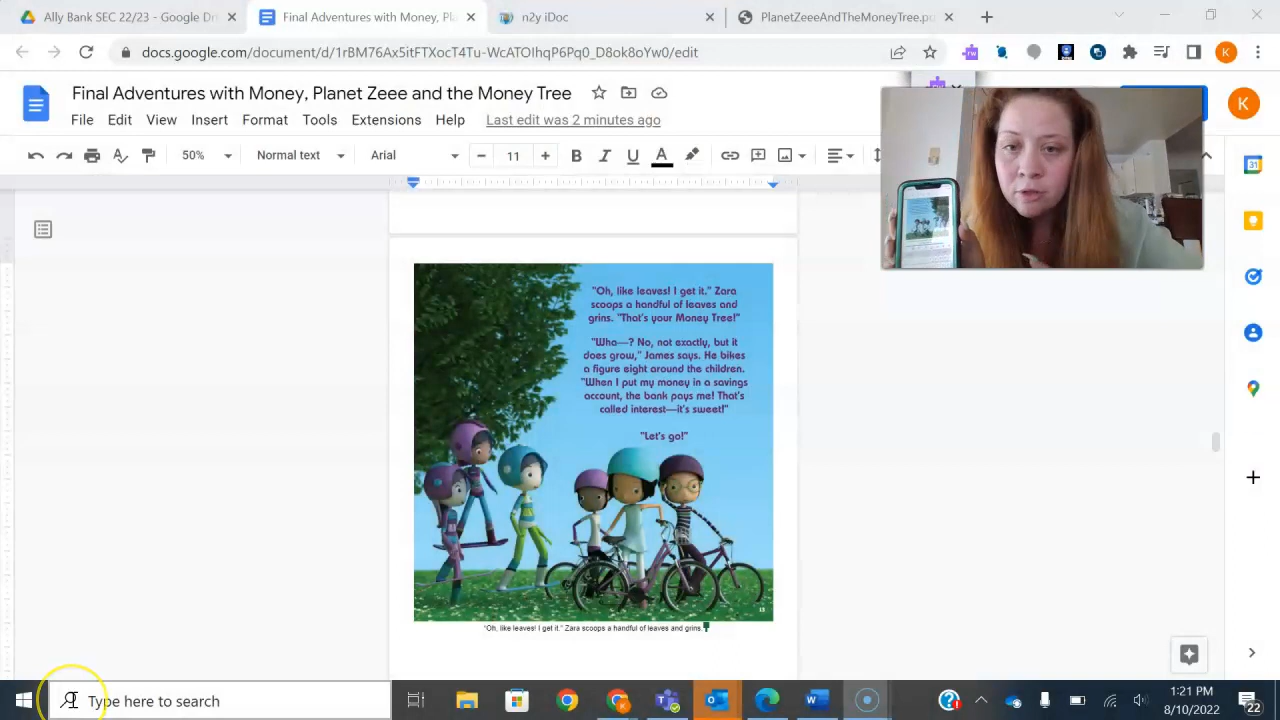 Ally Bank SEC 22/23 - Google Dri
Final Adventures with Money, Pl
n2y iDoc
PlanetZeeeAndTheMoneyTree.p
docs.google.com/document/d/1rBM76Ax5itFTXocT4Tu-WcATOIhqP6Pq0_D8ok8oYw0/edit
Final Adventures with Money, Planet Zeee and the Money Tree
K
File Edit View Insert Format Tools Extensions Help Last edit was 2 minutes ago
50% Normal text Arial 11 B I U A
"Oh, like leaves! I get it." Zara
scoops a handful of leaves and
grins. "That's your Money Tree!"
"Wha—? No, not exactly, but it
does grow," James says. He bikes
a figure eight around the children.
"When I put my money in a savings
account, the bank pays me! That's
called interest—it's sweet!"
"Let's go!"
13
"Oh, like leaves! I get it." Zara scoops a handful of leaves and grins.
Type here to search
1:21 PM
8/10/2022
22